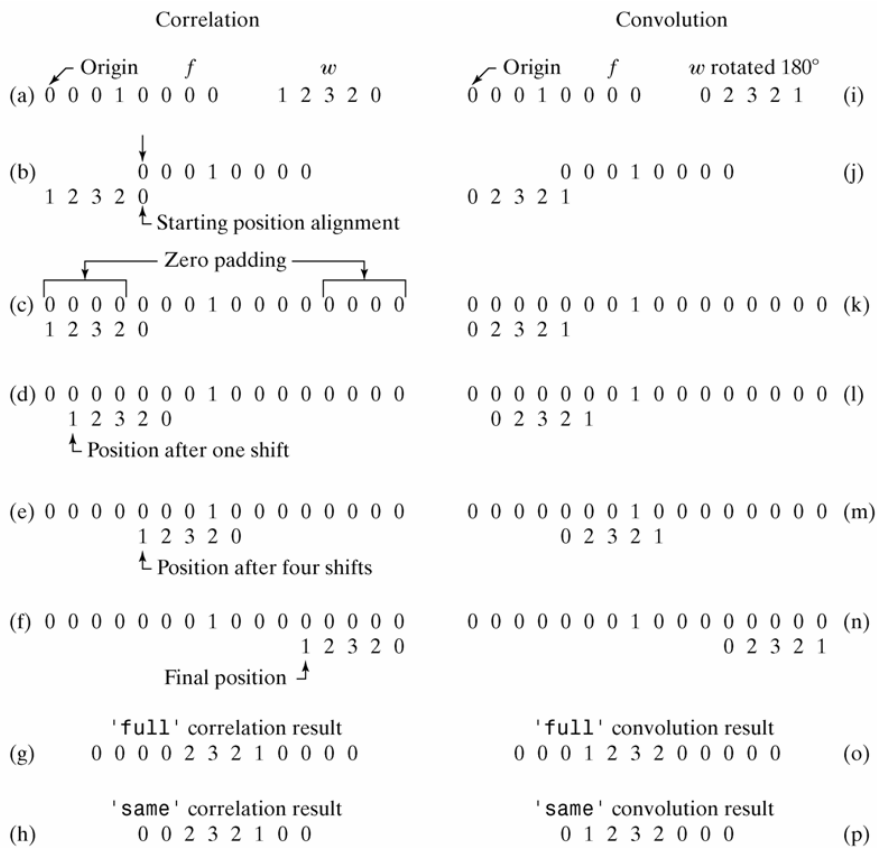 Correlation Convolution
Origin f w Origin f w rotated 180°
(a) 0 0 0 1 0 0 0 0 1 2 3 2 0 0 0 0 1 0 0 0 0 0 2 3 2 1 (i)
(b) 0 0 0 1 0 0 0 0 0 0 0 1 0 0 0 0 (j)
1 2 3 2 0 0 2 3 2 1
Starting position alignment
Zero padding
(c) 0 0 0 0 0 0 0 1 0 0 0 0 0 0 0 0 0 0 0 0 0 0 0 1 0 0 0 0 0 0 0 0 (k)
1 2 3 2 0 0 2 3 2 1
(d) 0 0 0 0 0 0 0 1 0 0 0 0 0 0 0 0 0 0 0 0 0 0 0 1 0 0 0 0 0 0 0 0 (l)
1 2 3 2 0 0 2 3 2 1
Position after one shift
(e) 0 0 0 0 0 0 0 1 0 0 0 0 0 0 0 0 0 0 0 0 0 0 0 1 0 0 0 0 0 0 0 0 (m)
1 2 3 2 0 0 2 3 2 1
Position after four shifts
(f) 0 0 0 0 0 0 0 1 0 0 0 0 0 0 0 0 0 0 0 0 0 0 0 1 0 0 0 0 0 0 0 0 (n)
1 2 3 2 0 0 2 3 2 1
Final position
'full' correlation result 'full' convolution result
(g) 0 0 0 0 2 3 2 1 0 0 0 0 0 0 0 1 2 3 2 0 0 0 0 0 (o)
'same' correlation result 'same' convolution result
(h) 0 0 2 3 2 1 0 0 0 1 2 3 2 0 0 0 (p)